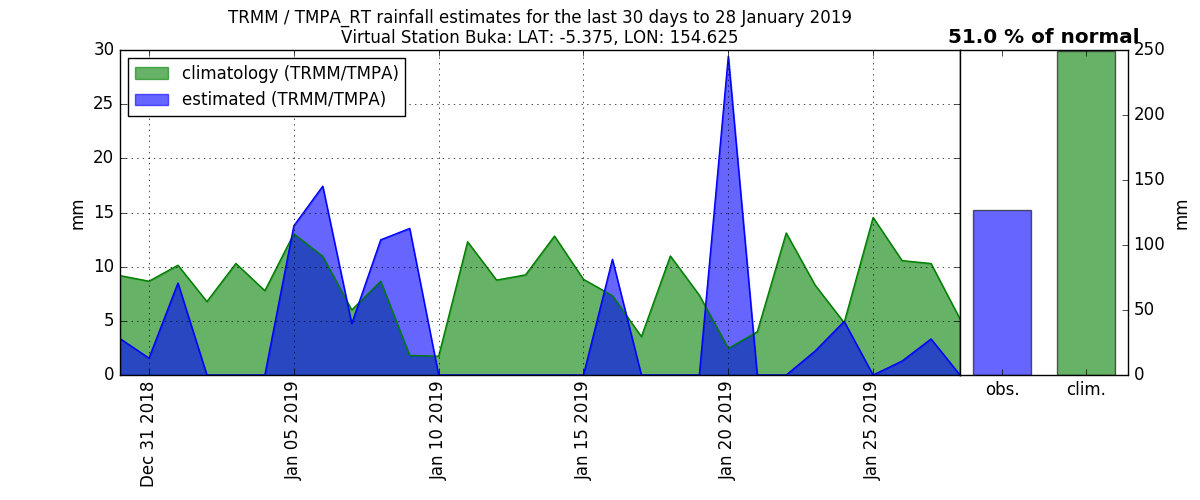 TRMM / TMPA_RT rainfall estimates for the last 30 days to 28 January 2019
Virtual Station Buka: LAT: -5.375, LON: 154.625
51.0 % of normal
climatology (TRMM/TMPA)
estimated (TRMM/TMPA)
30
25
20
15
10
5
0
mm
Dec 31 2018
Jan 05 2019
Jan 10 2019
Jan 15 2019
Jan 20 2019
Jan 25 2019
250
200
150
100
50
0
mm
obs.
clim.